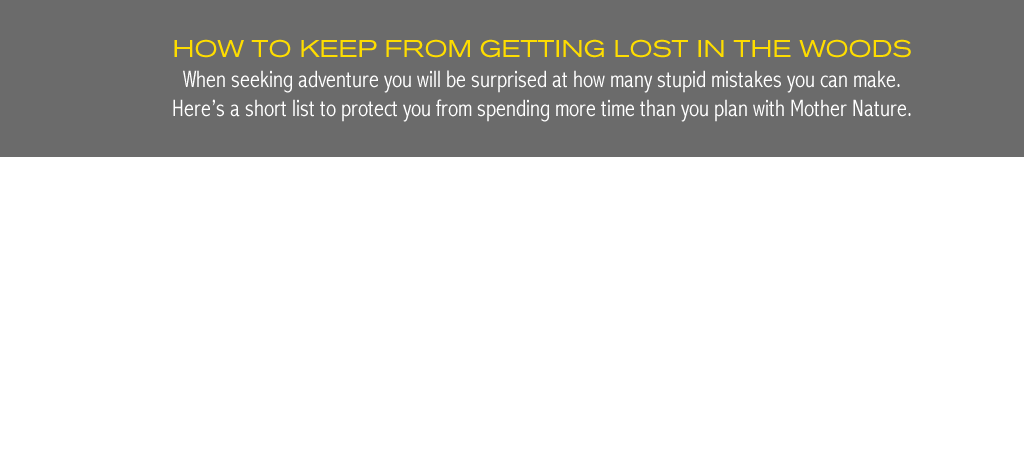 HOW TO KEEP FROM GETTING LOST IN THE WOODS
When seeking adventure you will be surprised at how many stupid mistakes you can make.
Here’s a short list to protect you from spending more time than you plan with Mother Nature.